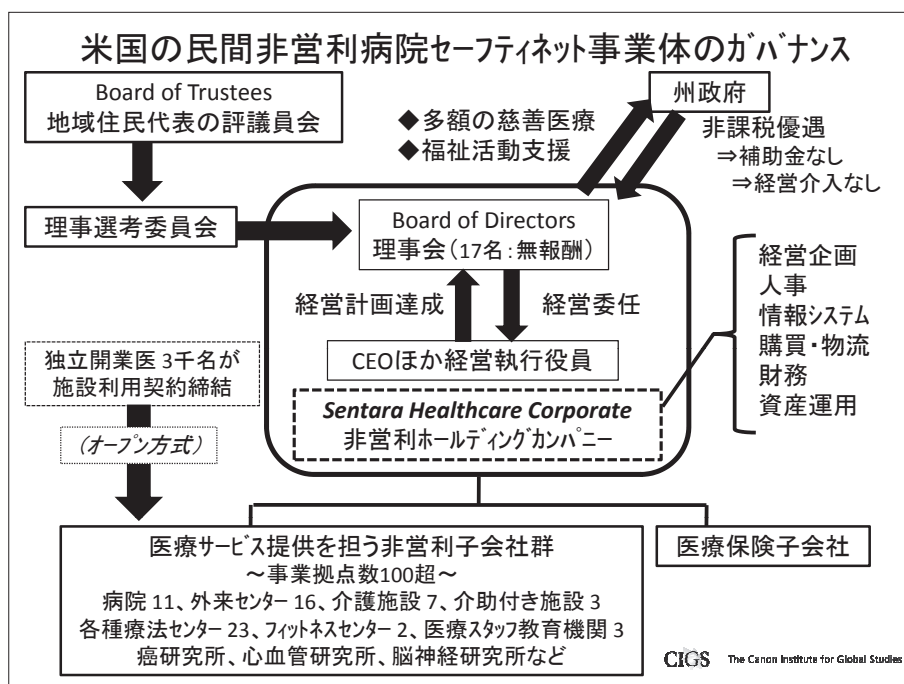 米国の民間非営利病院セーフティネット事業体のガバナンス
Board of Trustees
地域住民代表の評議員会
州政府
◆多額の慈善医療
◆福祉活動支援
非課税優遇
⇒補助金なし
⇒経営介入なし
理事選考委員会
Board of Directors
理事会(17名:無報酬)
経営計画達成
経営委任
経営企画
人事
情報システム
購買・物流
財務
資産運用
独立開業医 3千名が
施設利用契約締結
(オープン方式)
CEOほか経営執行役員
Sentara Healthcare Corporate
非営利ホールディングカンパニー
医療サービス提供を担う非営利子会社群
～事業拠点数100超～
病院 11、外来センター 16、介護施設 7、介助付き施設 3
各種療法センター 23、フィットネスセンター 2、医療スタッフ教育機関 3
癌研究所、心血管研究所、脳神経研究所など
医療保険子会社
CIGS The Canon Institute for Global Studies